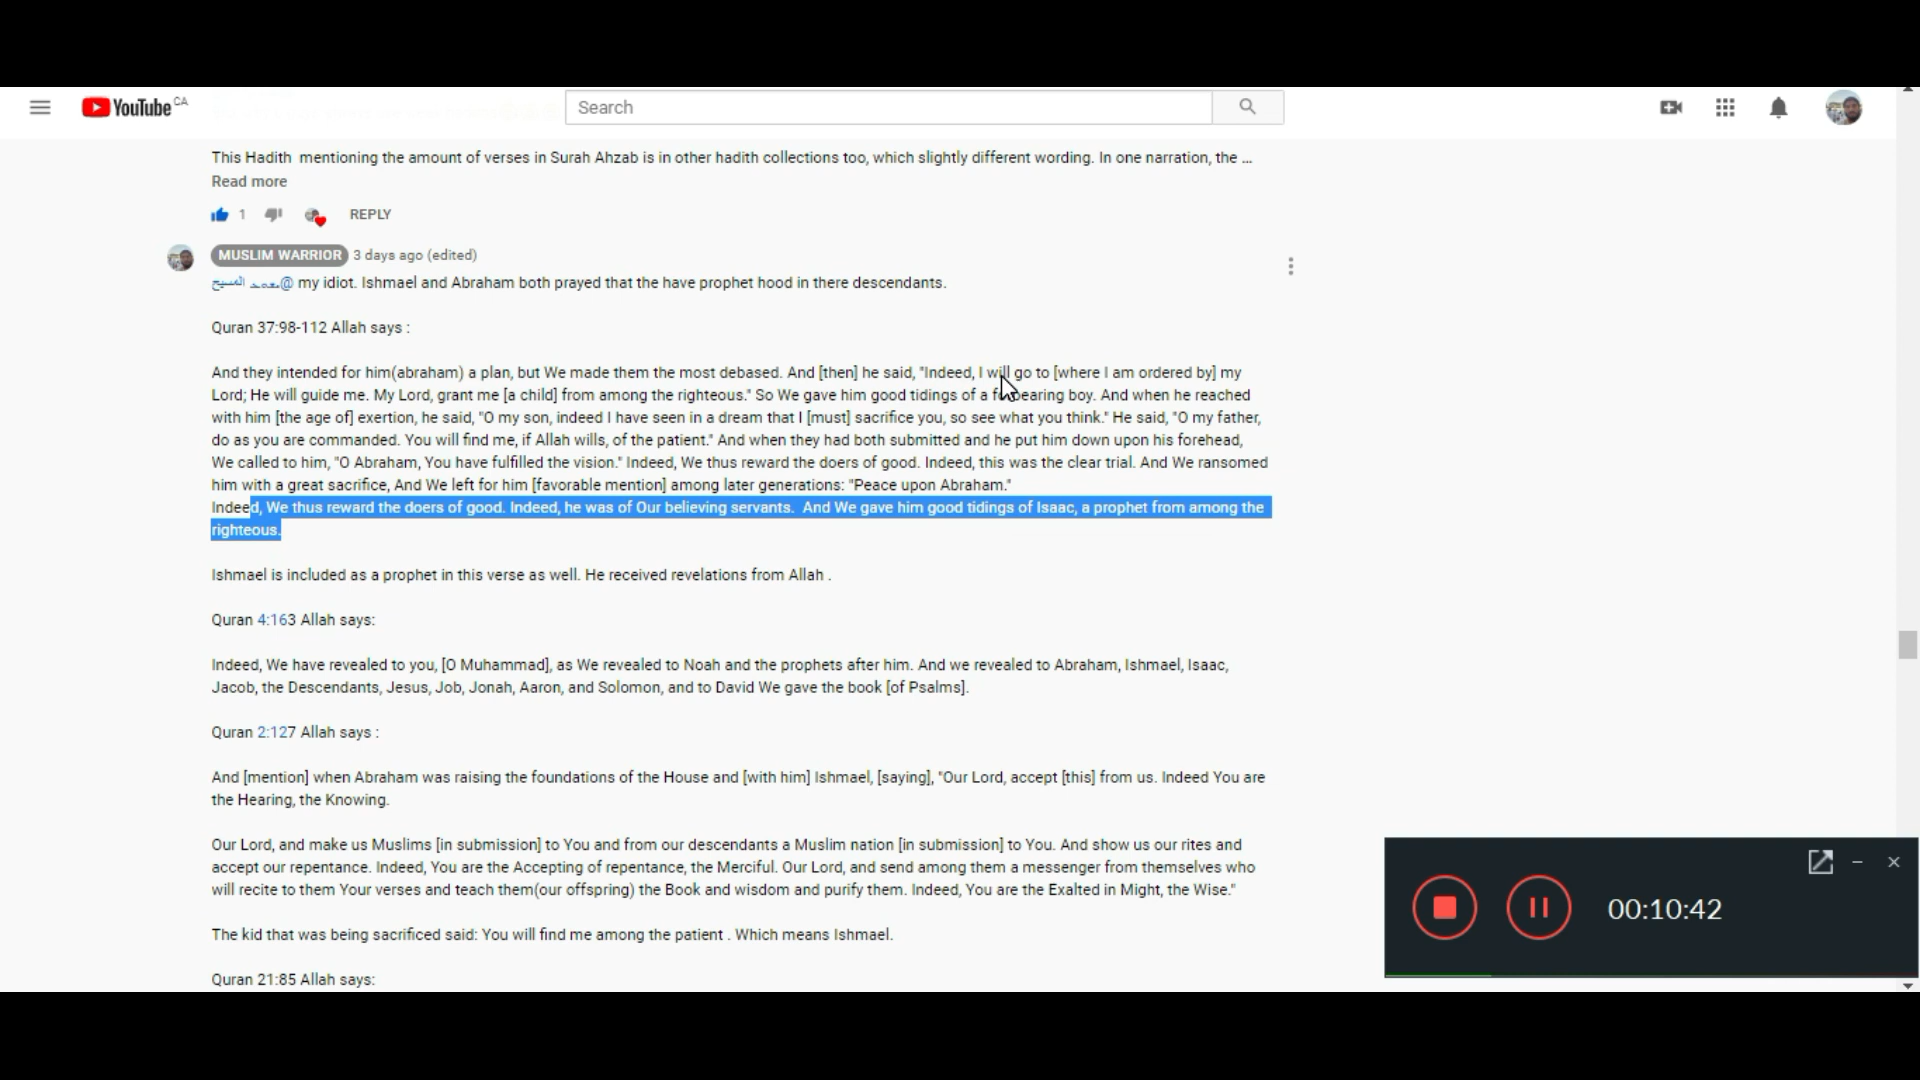 YouTube CA
Search
This Hadith mentioning the amount of verses in Surah Ahzab is in other hadith collections too, which slightly different wording. In one narration, the ...
Read more
1 REPLY
MUSLIM WARRIOR 3 days ago (edited)
@محمد المسيح my idiot. Ishmael and Abraham both prayed that the have prophet hood in there descendants.
Quran 37:98-112 Allah says :
And they intended for him(abraham) a plan, but We made them the most debased. And [then] he said, "Indeed, I will go to [where I am ordered by] my
Lord; He will guide me. My Lord, grant me [a child] from among the righteous." So We gave him good tidings of a forbearing boy. And when he reached
with him [the age of] exertion, he said, "O my son, indeed I have seen in a dream that I [must] sacrifice you, so see what you think." He said, "O my father,
do as you are commanded. You will find me, if Allah wills, of the patient." And when they had both submitted and he put him down upon his forehead,
We called to him, "O Abraham, You have fulfilled the vision." Indeed, We thus reward the doers of good. Indeed, this was the clear trial. And We ransomed
him with a great sacrifice, And We left for him [favorable mention] among later generations: "Peace upon Abraham."
Indeed, We thus reward the doers of good. Indeed, he was of Our believing servants. And We gave him good tidings of Isaac, a prophet from among the
righteous.
Ishmael is included as a prophet in this verse as well. He received revelations from Allah .
Quran 4:163 Allah says:
Indeed, We have revealed to you, [O Muhammad], as We revealed to Noah and the prophets after him. And we revealed to Abraham, Ishmael, Isaac,
Jacob, the Descendants, Jesus, Job, Jonah, Aaron, and Solomon, and to David We gave the book [of Psalms].
Quran 2:127 Allah says :
And [mention] when Abraham was raising the foundations of the House and [with him] Ishmael, [saying], "Our Lord, accept [this] from us. Indeed You are
the Hearing, the Knowing.
Our Lord, and make us Muslims [in submission] to You and from our descendants a Muslim nation [in submission] to You. And show us our rites and
accept our repentance. Indeed, You are the Accepting of repentance, the Merciful. Our Lord, and send among them a messenger from themselves who
will recite to them Your verses and teach them(our offspring) the Book and wisdom and purify them. Indeed, You are the Exalted in Might, the Wise."
The kid that was being sacrificed said: You will find me among the patient . Which means Ishmael.
Quran 21:85 Allah says:
00:10:42